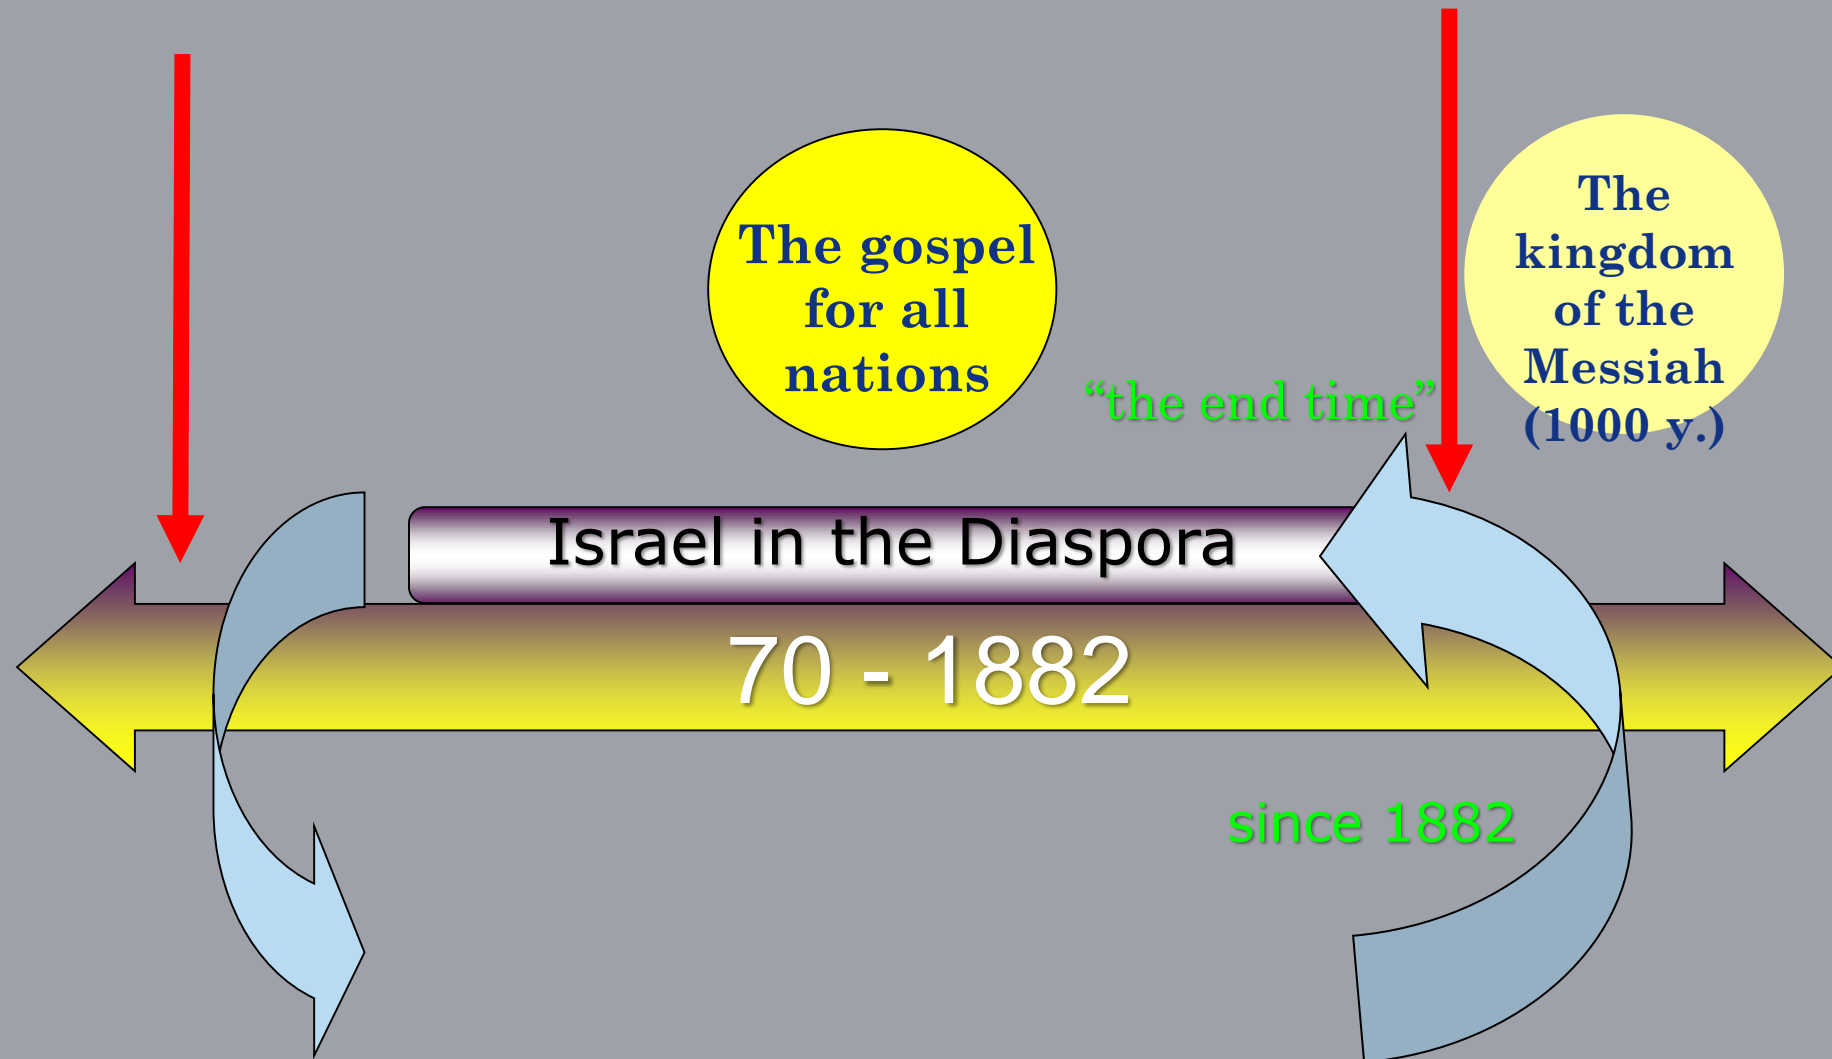 The gospel
for all
nations
The
kingdom
of the
Messiah
(1000 y.)
“the end time”
Israel in the Diaspora
70 - 1882
since 1882